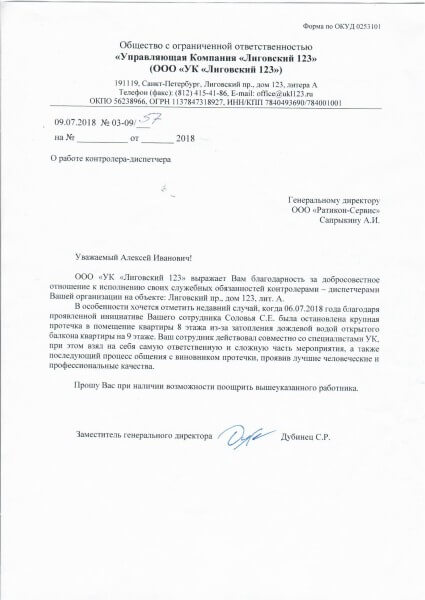 Форма по ОКУД 0253101
Общество с ограниченной ответственностью
«Управляющая Компания «Лиговский 123»
(ООО «УК «Лиговский 123»)
191119, Санкт-Петербург, Лиговский пр., дом 123, литера А
Телефон (факс): (812) 415-41-86, E-mail: office@ukl123.ru
ОКПО 56238966, ОГРН 1137847318927, ИНН/КПП 7840493690/784001001
09.07.2018 № 03-09/ 57
на № __________ от ______ 2018
О работе контролера-диспетчера
Генеральному директору
ООО «Ратикон-Сервис»
Сапрыкину А.И.
Уважаемый Алексей Иванович!
ООО «УК «Лиговский 123» выражает Вам благодарность за добросовестное
отношение к исполнению своих служебных обязанностей контролерами – диспетчерами
Вашей организации на объекте: Лиговский пр., дом 123, лит. А.
В особенности хочется отметить недавний случай, когда 06.07.2018 года благодаря
проявленной инициативе Вашего сотрудника Соловья С.Е. была остановлена крупная
протечка в помещение квартиры 8 этажа из-за затопления дождевой водой открытого
балкона квартиры на 9 этаже. Ваш сотрудник действовал совместно со специалистами УК,
при этом взял на себя самую ответственную и сложную часть мероприятия, а также
последующий процесс общения с виновником протечки, проявив лучшие человеческие и
профессиональные качества.
Прошу Вас при наличии возможности поощрить вышеуказанного работника.
Заместитель генерального директора Дубинец С.Р.